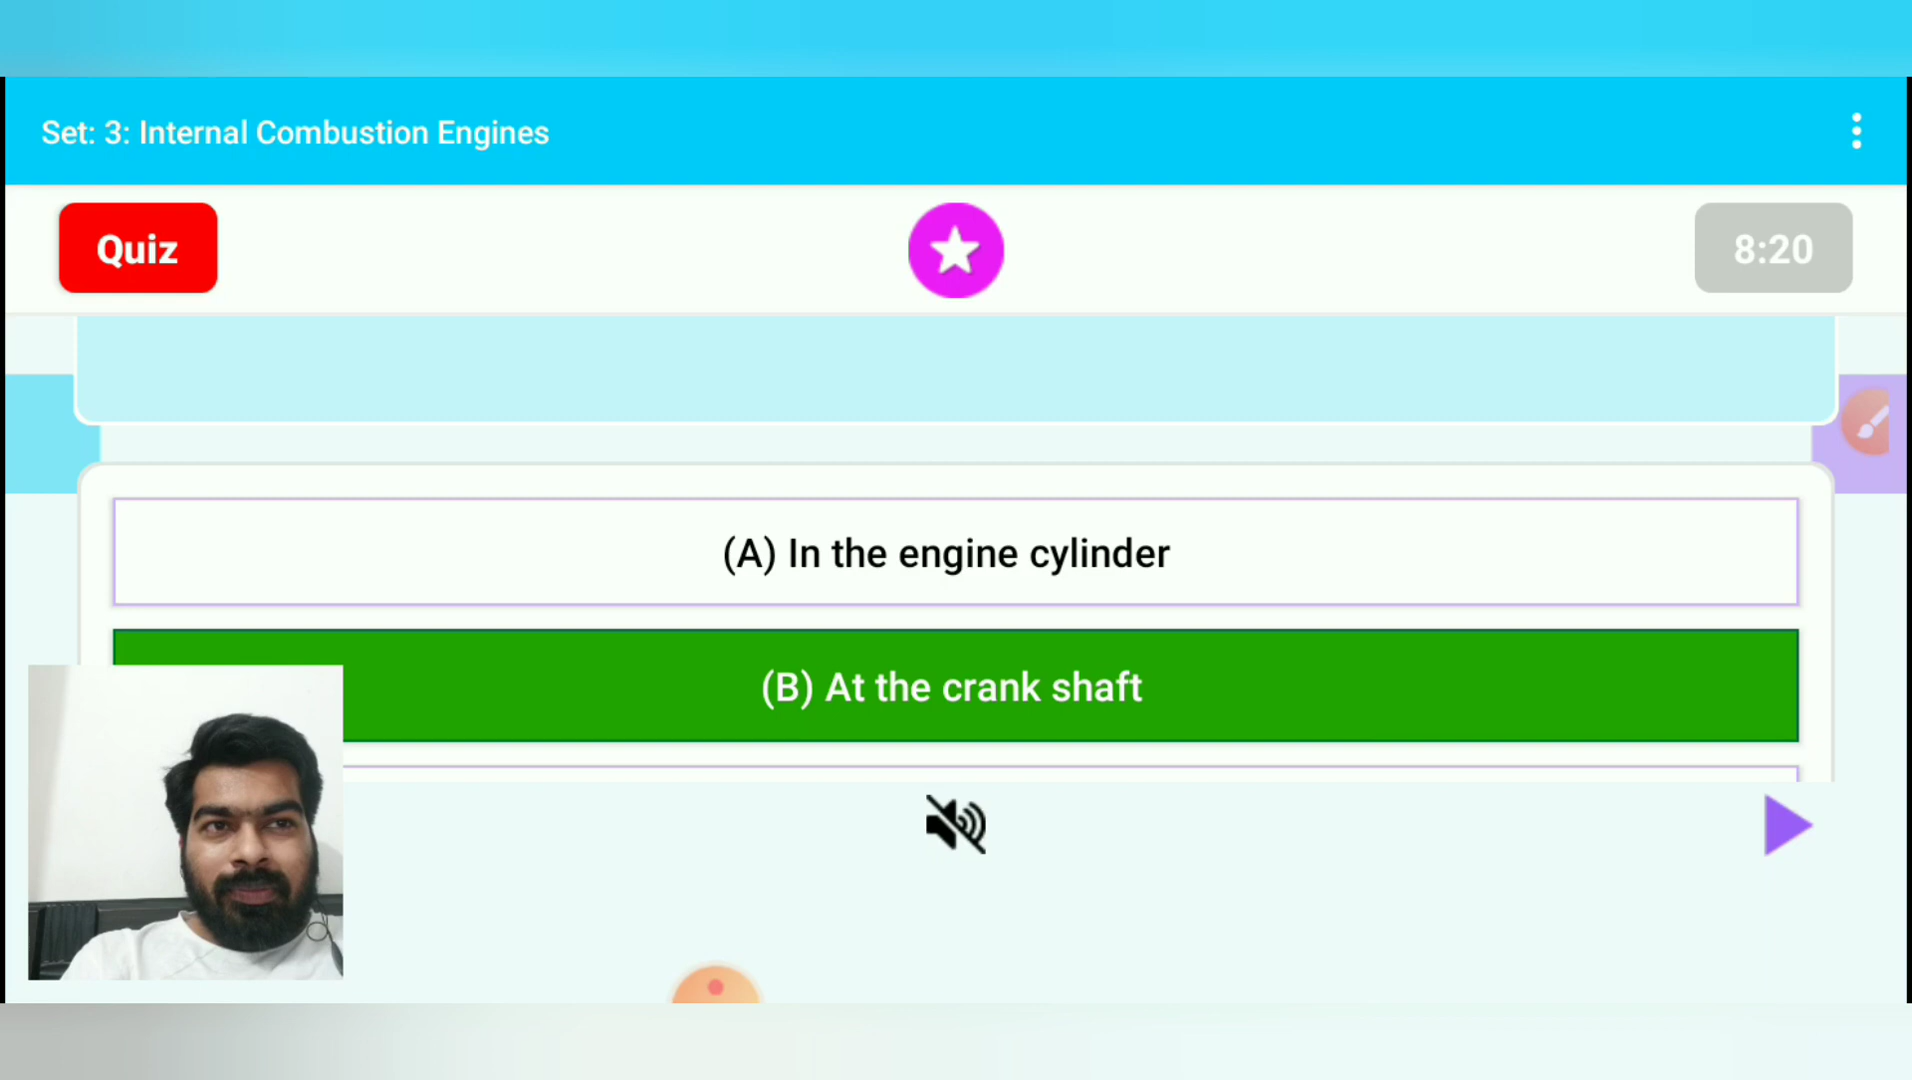 Set: 3: Internal Combustion Engines
Quiz
8:20
(A) In the engine cylinder
(B) At the crank shaft